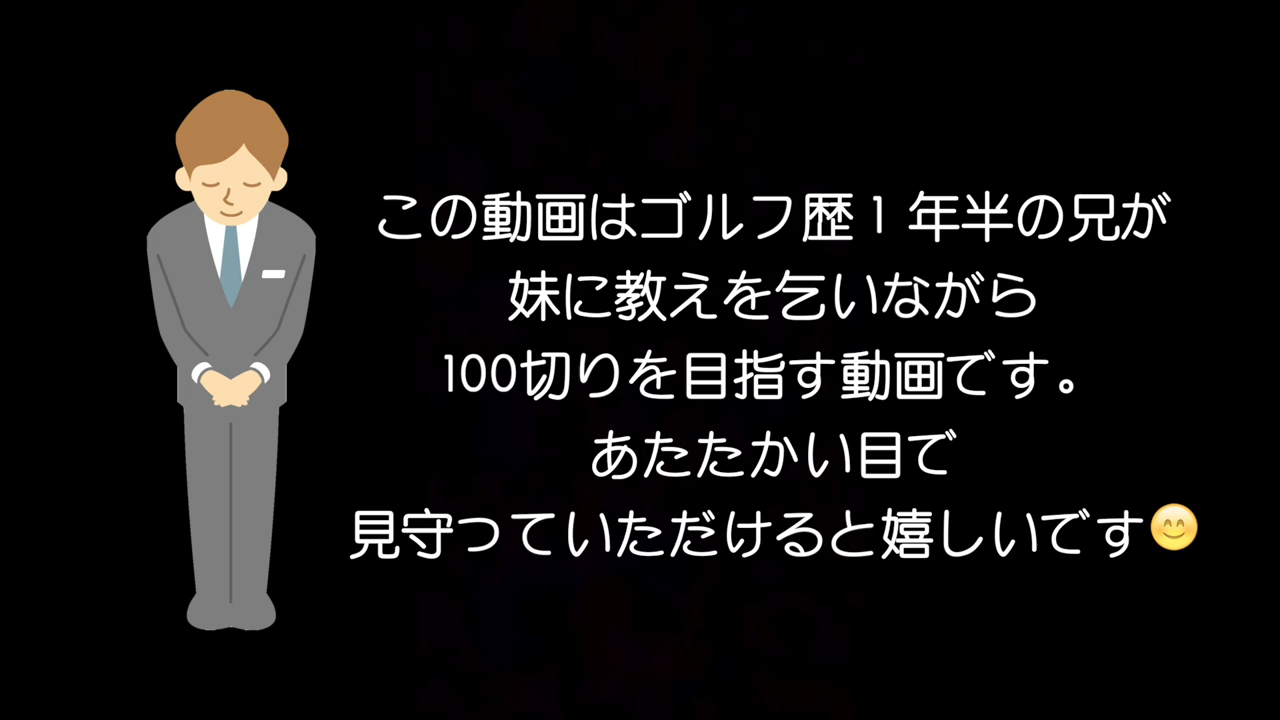 この動画はゴルフ歴１年半の兄が
妹に教えを乞いながら
100切りを目指す動画です。
あたたかい目で
見守っていただけると嬉しいです😊